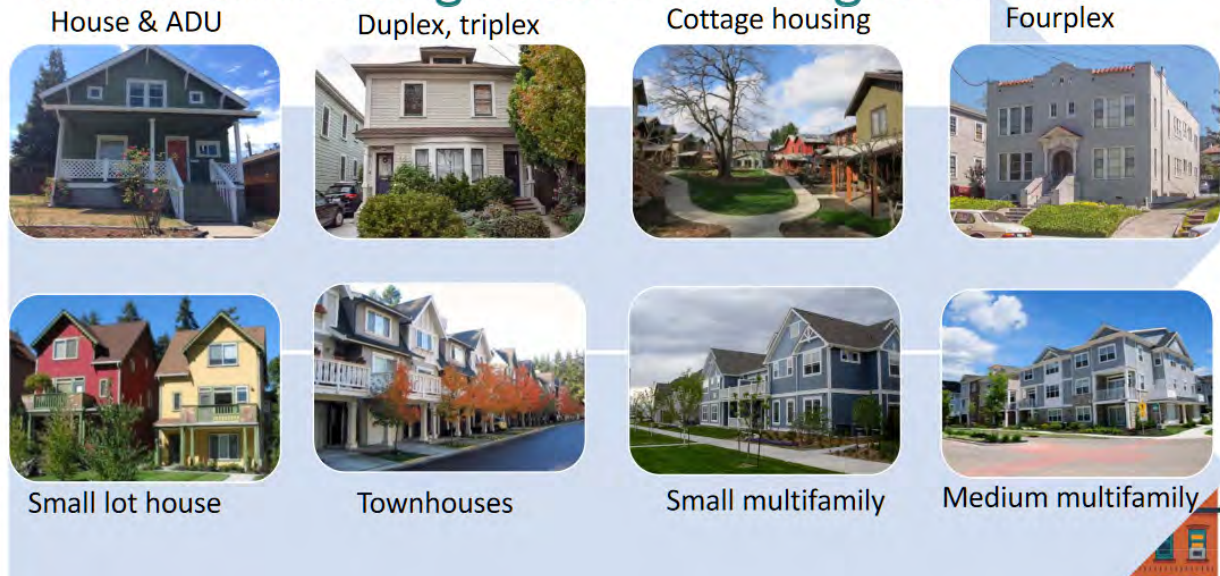 House & ADU
Duplex, triplex
Cottage housing
Fourplex
Small lot house
Townhouses
Small multifamily
Medium multifamily